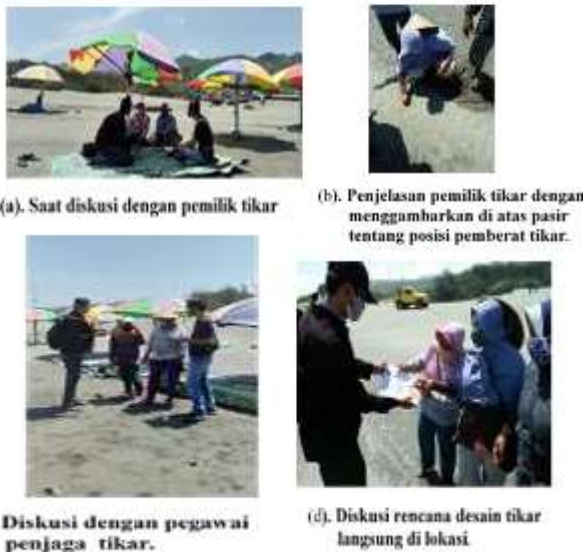 (a). Saat diskusi dengan pemilik tikar
(b). Penjelasan pemilik tikar dengan
menggambarkan di atas pasir
tentang posisi pemberat tikar.
Diskusi dengan pegawai
penjaga tikar.
(d). Diskusi rencana desain tikar
langsung di lokasi